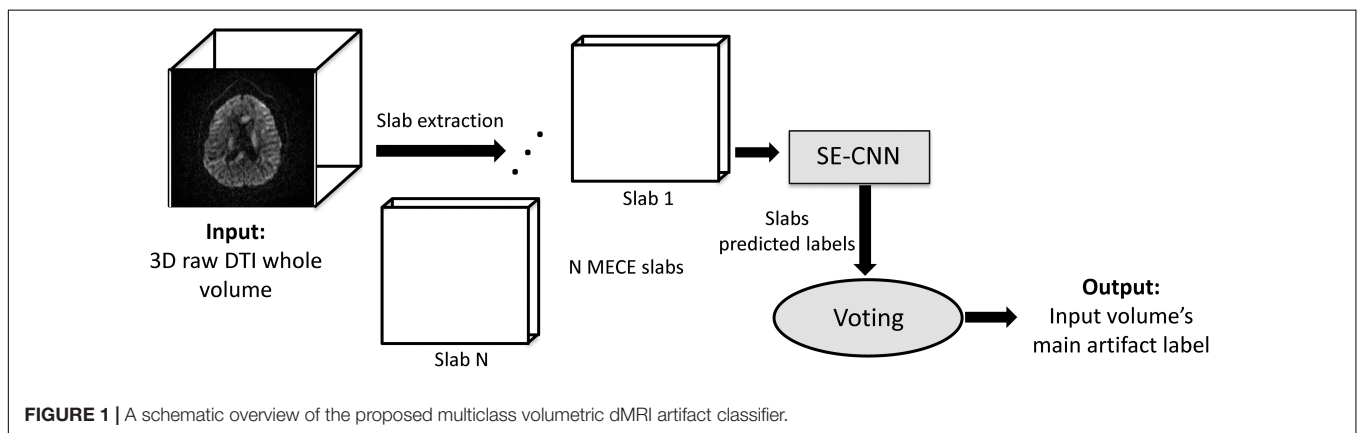 Input:
3D raw DTI whole
volume
Slab extraction
Slab 1
Slab N
N MECE slabs
SE-CNN
Slabs
predicted labels
Voting
Output:
Input volume's
main artifact label
FIGURE 1 | A schematic overview of the proposed multiclass volumetric dMRI artifact classifier.